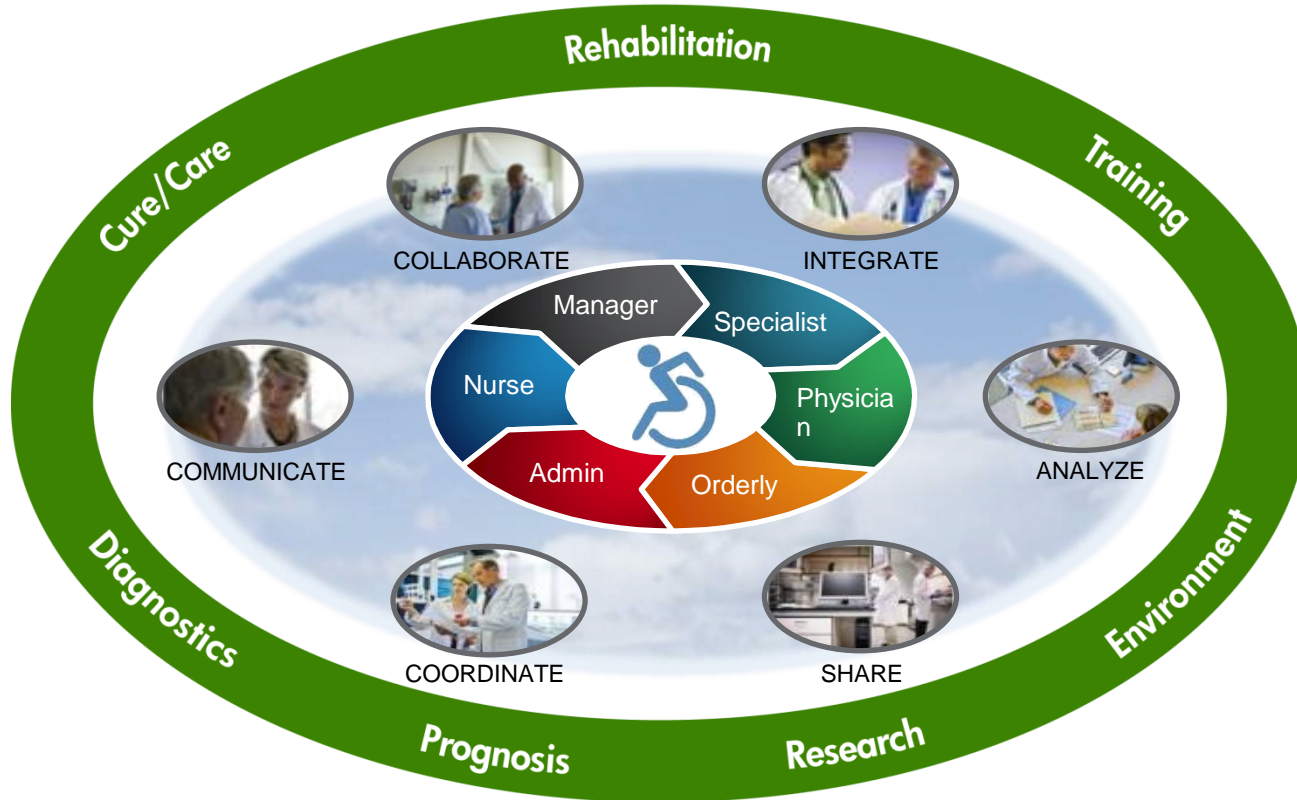 Rehabilitation
Cure/Care
Training
COLLABORATE
INTEGRATE
Manager
Specialist
Nurse
Physicia
n
COMMUNICATE
Admin
Orderly
ANALYZE
Diagnostics
Environment
COORDINATE
SHARE
Prognosis
Research